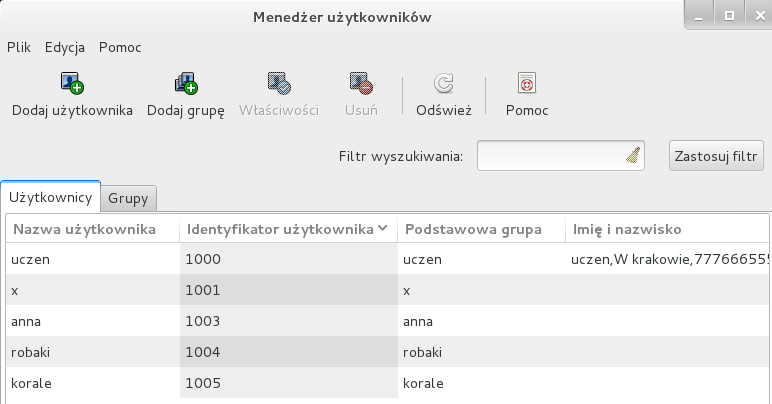 Menedżer użytkowników
Plik Edycja Pomoc
Dodaj użytkownika Dodaj grupę Właściwości Usuń Odśwież Pomoc
Filtr wyszukiwania: Zastosuj filtr
Użytkownicy Grupy
Nazwa użytkownika Identyfikator użytkownika Podstawowa grupa Imię i nazwisko
uczen 1000 uczen uczen,W krakowie,777666555
x 1001 x
anna 1003 anna
robaki 1004 robaki
korale 1005 korale